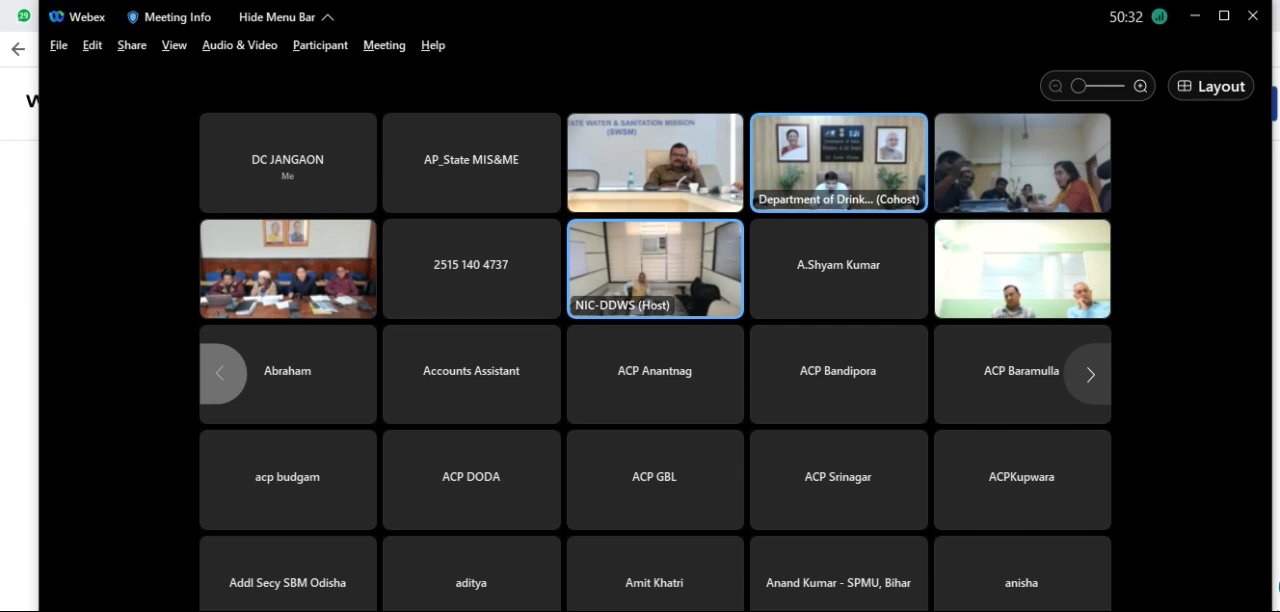 29
Webex
Meeting Info
Hide Menu Bar
50:32
File Edit Share View Audio & Video Participant Meeting Help
Layout
DC JANGAON
Me
AP_State MIS&ME
ATE WATER & SANITATION MISSION
(SWSM)
Department of Drink... (Cohost)
2515 140 4737
NIC-DDWS (Host)
A.Shyam Kumar
Abraham
Accounts Assistant
ACP Anantnag
ACP Bandipora
ACP Baramulla
acp budgam
ACP DODA
ACP GBL
ACP Srinagar
ACPKupwara
Addl Secy SBM Odisha
aditya
Amit Khatri
Anand Kumar - SPMU, Bihar
anisha